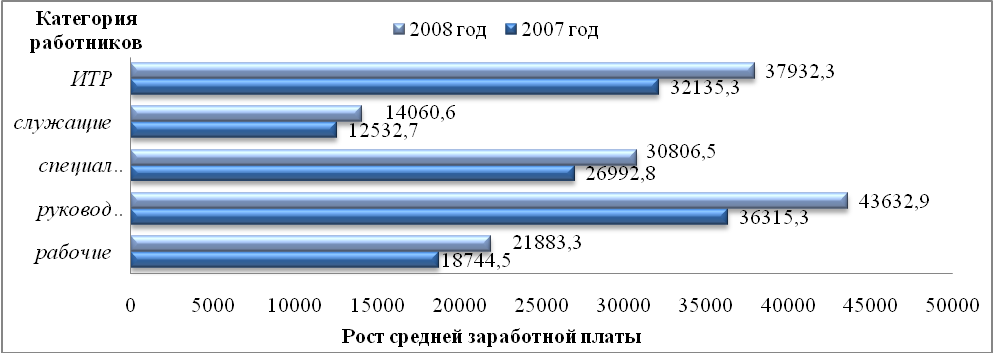 Категория
работников
2008 год
2007 год
ИТР
37932,3
32135,3
служащие
14060,6
12532,7
специал..
30806,5
26992,8
руковод..
43632,9
36315,3
рабочие
21883,3
18744,5
0 5000 10000 15000 20000 25000 30000 35000 40000 45000 50000
Рост средней заработной платы